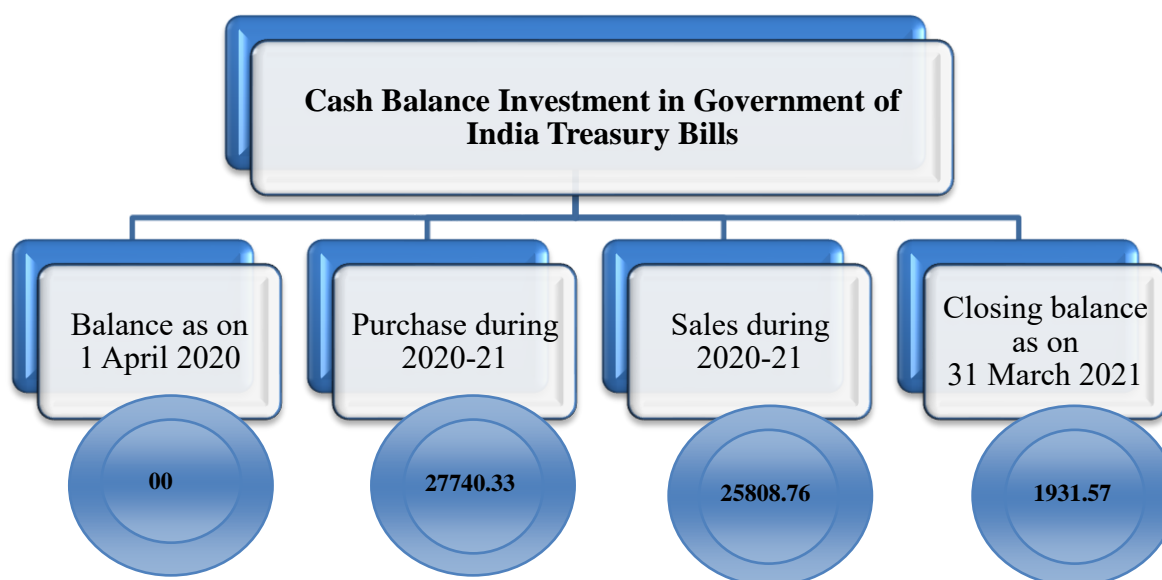 Cash Balance Investment in Government of
India Treasury Bills
Balance as on
1 April 2020
Purchase during
2020-21
Sales during
2020-21
Closing balance
as on
31 March 2021
00
27740.33
25808.76
1931.57